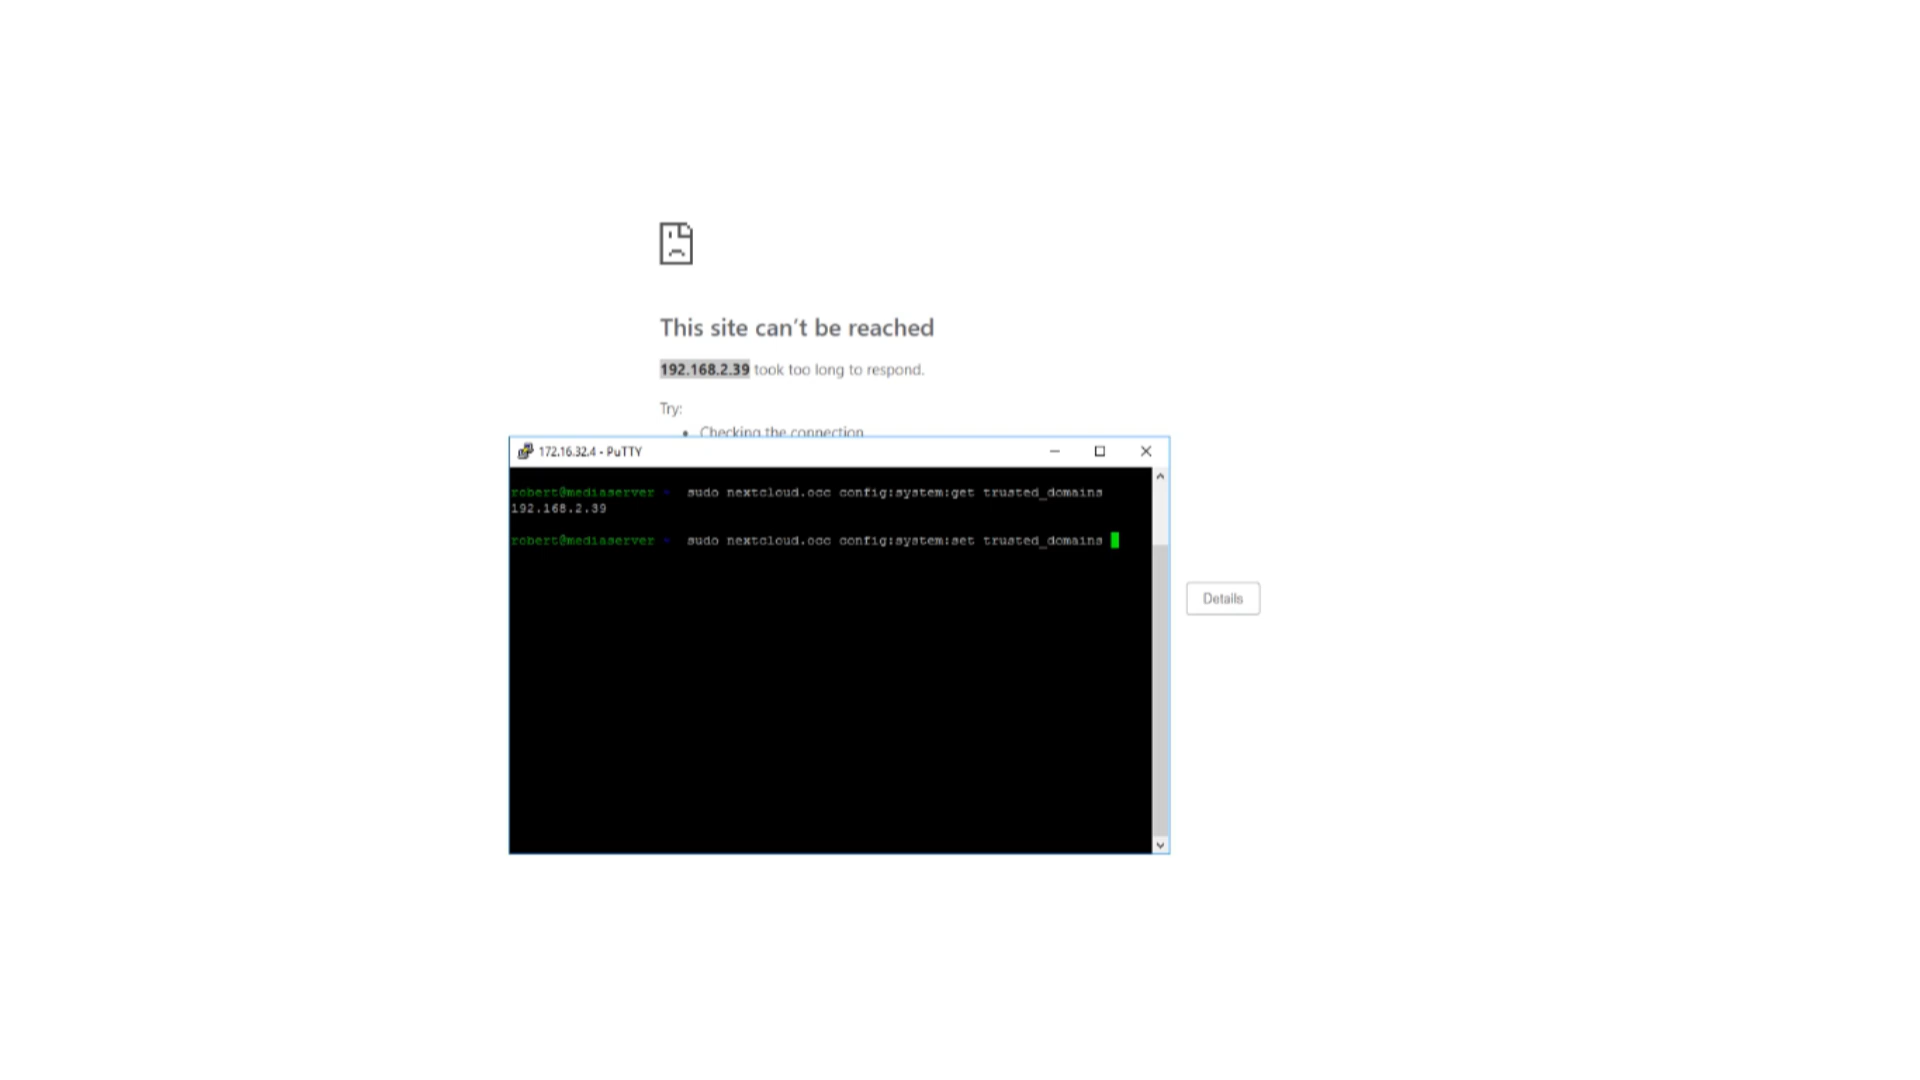 This site can't be reached
192.168.2.39 took too long to respond.
Try:
Checking the connection
172.16.32.4 - PuTTY
robert@mediaserver ~ sudo nextcloud.occ config:system:get trusted_domains
192.168.2.39
robert@mediaserver ~ sudo nextcloud.occ config:system:set trusted_domains
Details